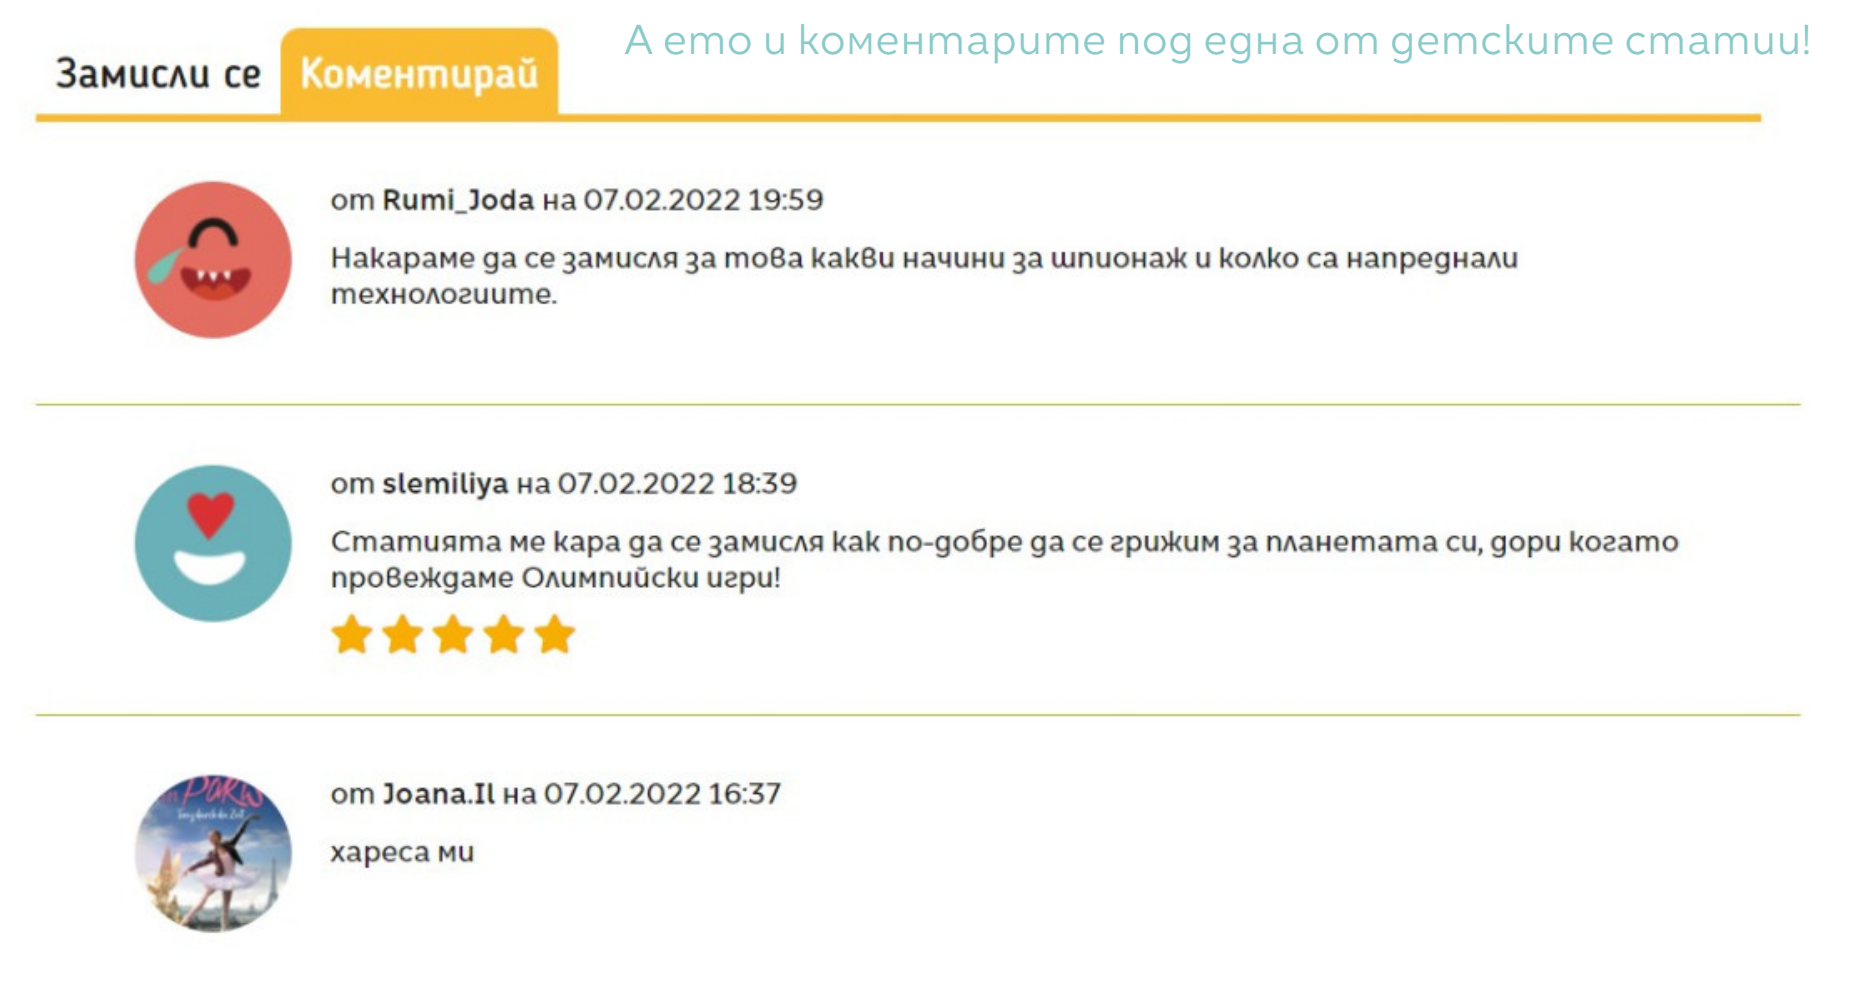 А ето и коментарите под една от детските статии!
Замисли се
Коментирай
от Rumi_Joda на 07.02.2022 19:59
Накараме да се замисля за това какви начини за шпионаж и колко са напреднали
технологиите.
от slemiliya на 07.02.2022 18:39
Статията ме кара да се замисля как по-добре да се грижим за планетата си, дори когато
провеждаме Олимпийски игри!
Paris
от Joana.Il на 07.02.2022 16:37
хареса ми